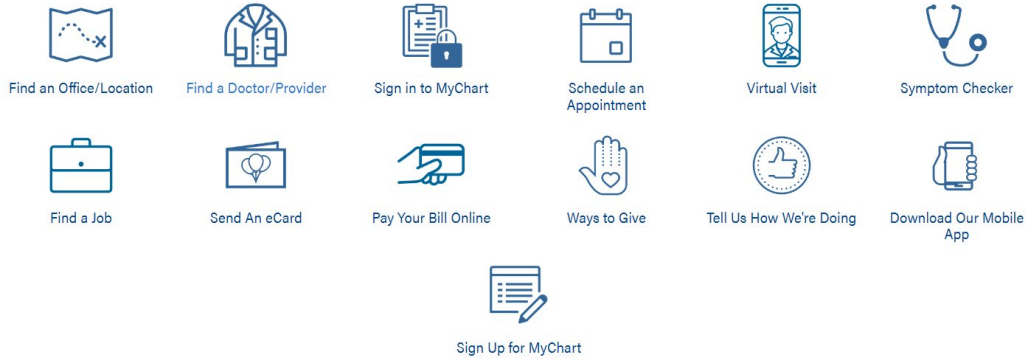 Find an Office/Location
Find a Doctor/Provider
Sign in to MyChart
Schedule an
Appointment
Virtual Visit
Symptom Checker
Find a Job
Send An eCard
Pay Your Bill Online
Ways to Give
Tell Us How We're Doing
Download Our Mobile
App
Sign Up for MyChart